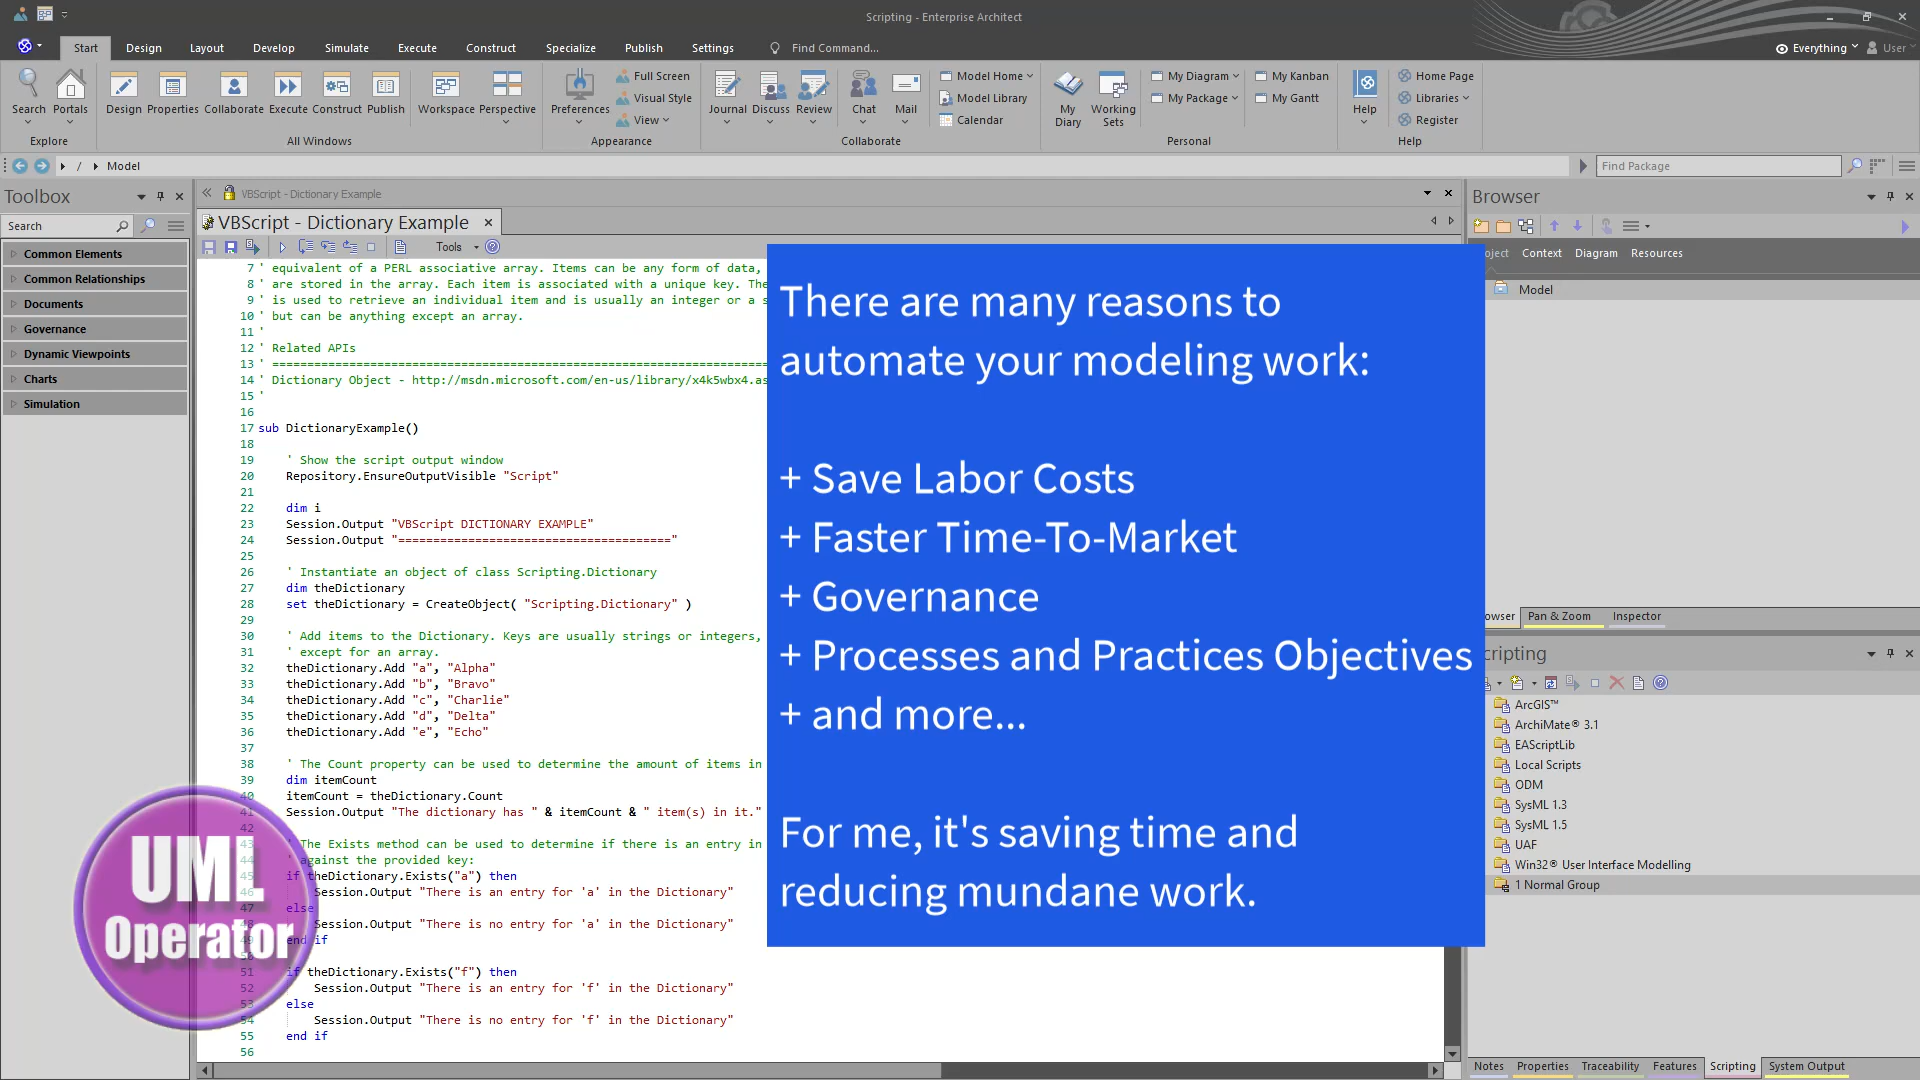 Scripting - Enterprise Architect
Start Design Layout Develop Simulate Execute Construct Specialize Publish Settings Find Command... Everything User
Search Portals Design Properties Collaborate Execute Construct Publish Workspace Perspective Preferences Full Screen Visual Style View Journal Discuss Review Chat Mail Model Home Model Library Calendar My Diary Working Sets My Diagram My Package My Kanban My Gantt Help Home Page Libraries Register
Explore All Windows Appearance Collaborate Personal Help
/ Model Find Package
Toolbox
Search
Common Elements
Common Relationships
Documents
Governance
Dynamic Viewpoints
Charts
Simulation
VBScript - Dictionary Example
VBScript - Dictionary Example
Tools
7 ' equivalent of a PERL associative array. Items can be any form of data,
8 ' are stored in the array. Each item is associated with a unique key. The
9 ' is used to retrieve an individual item and is usually an integer or a s
10 ' but can be anything except an array.
11 '
12 ' Related APIs
13 ' =======================================================================
14 ' Dictionary Object - http://msdn.microsoft.com/en-us/library/x4k5wbx4.as
15 '
16
17 sub DictionaryExample()
18
19 ' Show the script output window
20 Repository.EnsureOutputVisible "Script"
21
22 dim i
23 Session.Output "VBScript DICTIONARY EXAMPLE"
24 Session.Output "======================================="
25
26 ' Instantiate an object of class Scripting.Dictionary
27 dim theDictionary
28 set theDictionary = CreateObject( "Scripting.Dictionary" )
29
30 ' Add items to the Dictionary. Keys are usually strings or integers,
31 ' except for an array.
32 theDictionary.Add "a", "Alpha"
33 theDictionary.Add "b", "Bravo"
34 theDictionary.Add "c", "Charlie"
35 theDictionary.Add "d", "Delta"
36 theDictionary.Add "e", "Echo"
37
38 ' The Count property can be used to determine the amount of items in
39 dim itemCount
40 itemCount = theDictionary.Count
41 Session.Output "The dictionary has " & itemCount & " item(s) in it."
42
43 ' The Exists method can be used to determine if there is an entry in
44 ' against the provided key:
45 if theDictionary.Exists("a") then
46 Session.Output "There is an entry for 'a' in the Dictionary"
47 else
48 Session.Output "There is no entry for 'a' in the Dictionary"
end if
51 if theDictionary.Exists("f") then
52 Session.Output "There is an entry for 'f' in the Dictionary"
53 else
54 Session.Output "There is no entry for 'f' in the Dictionary"
55 end if
56
UML
Operator
There are many reasons to
automate your modeling work:
+ Save Labor Costs
+ Faster Time-To-Market
+ Governance
+ Processes and Practices Objectives
+ and more...
For me, it's saving time and
reducing mundane work.
Browser
oject Context Diagram Resources
Model
owser Pan & Zoom Inspector
cripting
ArcGIS™
ArchiMate® 3.1
EAScriptLib
Local Scripts
ODM
SysML 1.3
SysML 1.5
UAF
Win32® User Interface Modelling
1 Normal Group
Notes Properties Traceability Features Scripting System Output